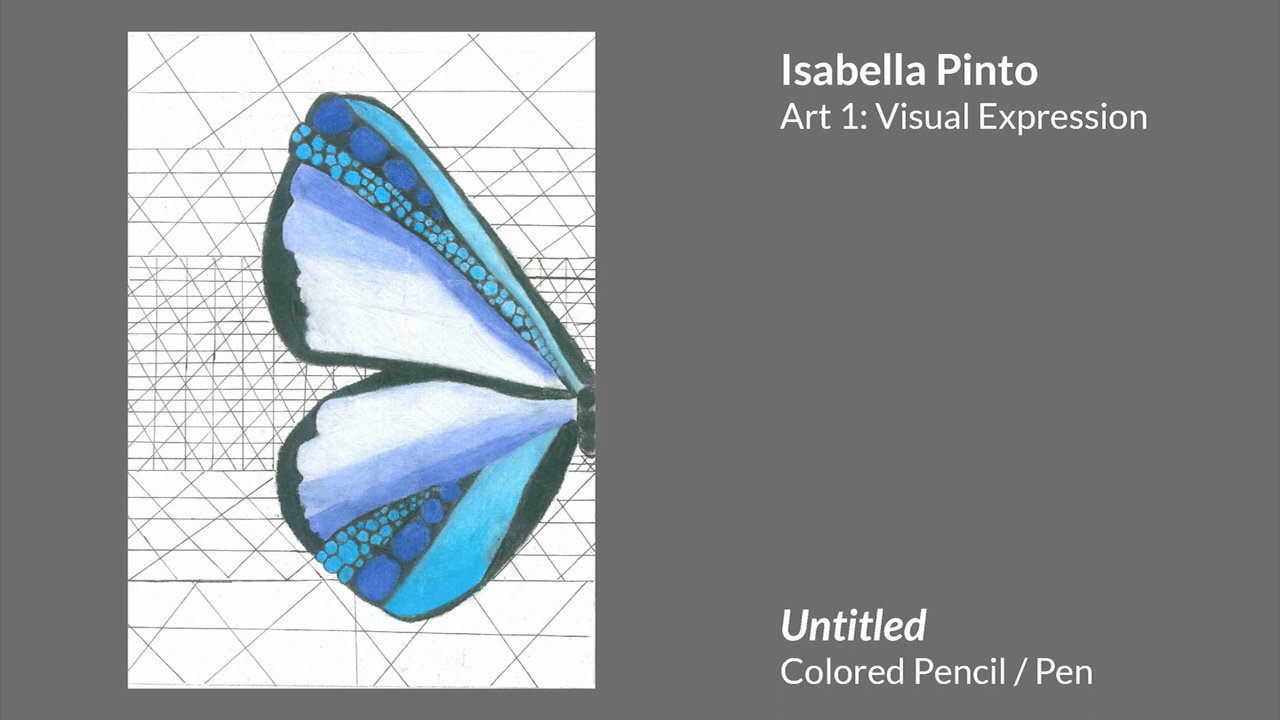 Isabella Pinto
Art 1: Visual Expression
Untitled
Colored Pencil / Pen